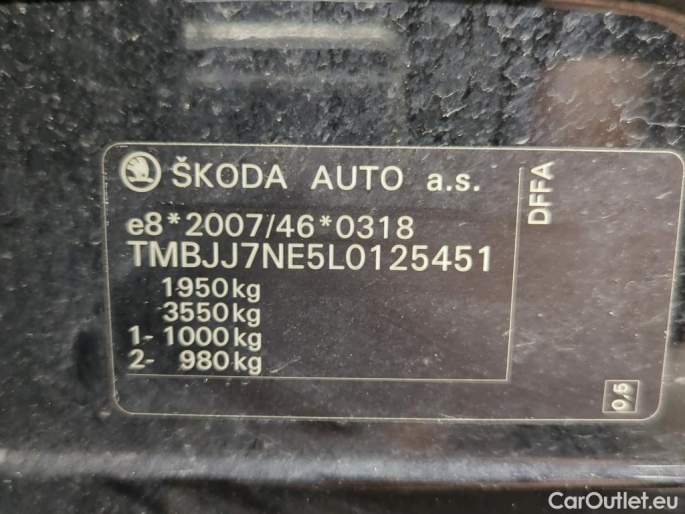 ŠKODA AUTO a.s.
DFFA
e8*2007/46*0318
TMBJJ7NE5L0125451
1950kg
3550kg
1- 1000kg
2- 980kg
0,5
CarOutlet.eu